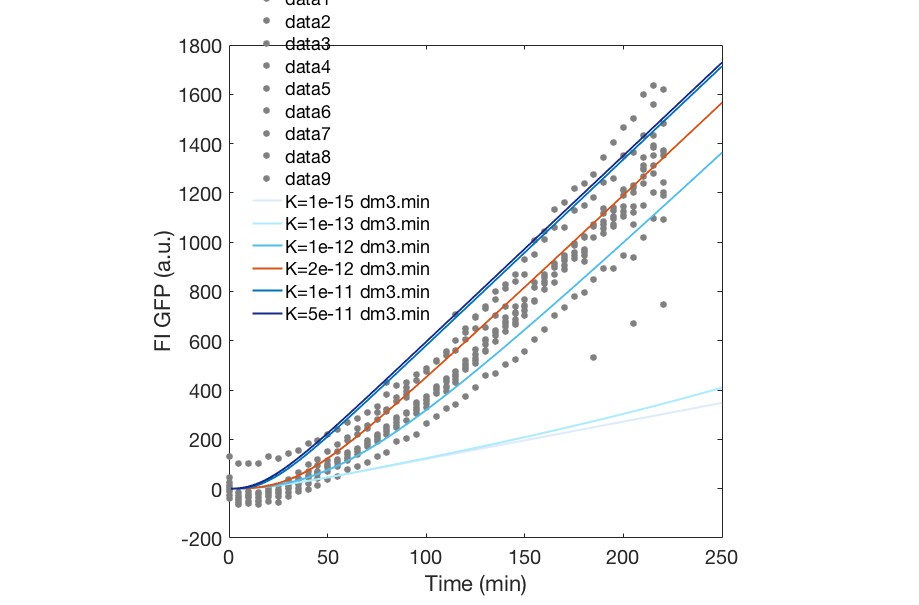 data1
data2
data3
data4
data5
data6
data7
data8
data9
K=1e-15 dm3.min
K=1e-13 dm3.min
K=1e-12 dm3.min
K=2e-12 dm3.min
K=1e-11 dm3.min
K=5e-11 dm3.min
1800
1600
1400
1200
1000
800
600
400
200
0
-200
FI GFP (a.u.)
0 50 100 150 200 250
Time (min)